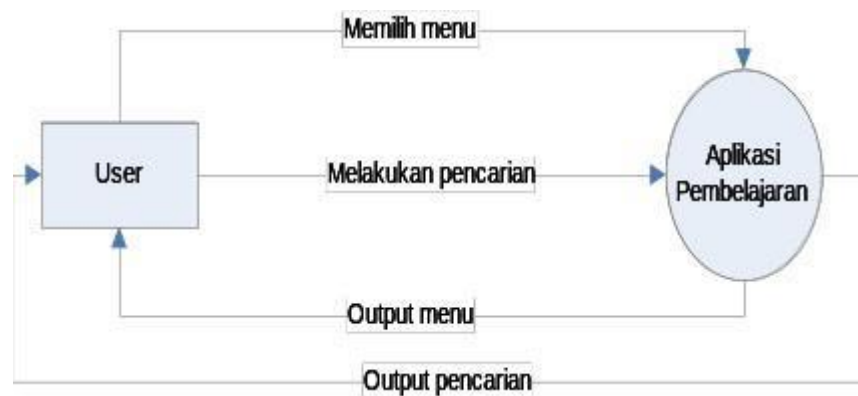 Memilih menu
User
Melakukan pencarian
Aplikasi
Pembelajaran
Output menu
Output pencarian